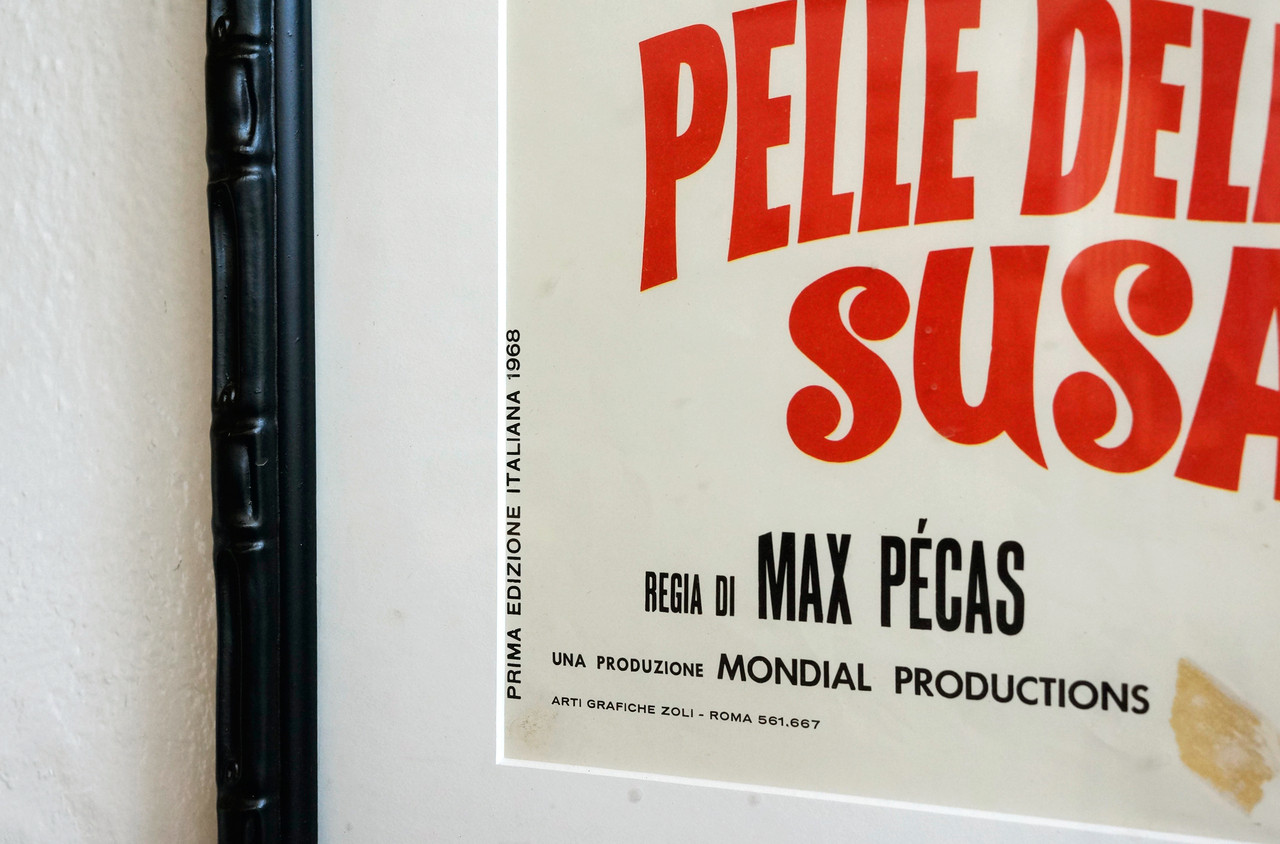 PELLE DEL
SUSA
REGIA DI MAX PÉCAS
UNA PRODUZIONE MONDIAL PRODUCTIONS
ARTI GRAFICHE ZOLI - ROMA 561.667
PRIMA EDIZIONE ITALIANA 1968